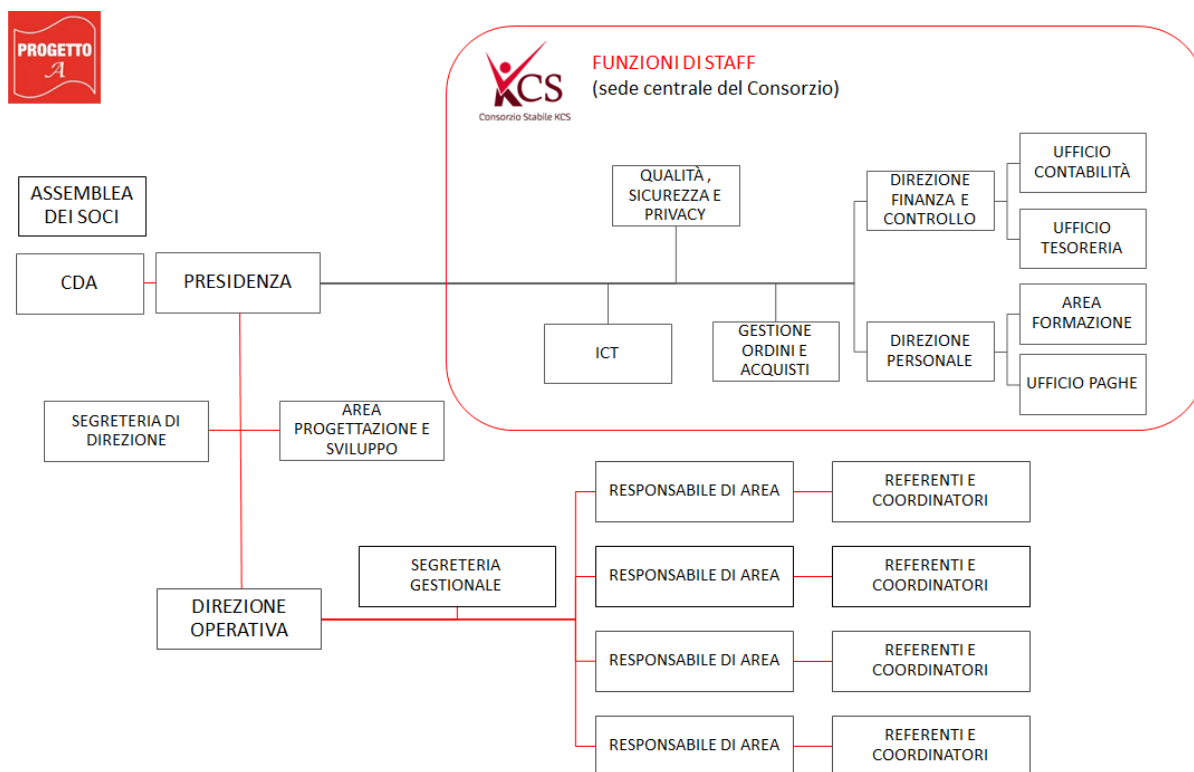 PROGETTO
A
KCS
Consorzio Stabile KCS
FUNZIONI DI STAFF
(sede centrale del Consorzio)
ASSEMBLEA
DEI SOCI
CDA
PRESIDENZA
QUALITÀ ,
SICUREZZA E
PRIVACY
DIREZIONE
FINANZA E
CONTROLLO
UFFICIO
CONTABILITÀ
UFFICIO
TESORERIA
ICT
GESTIONE
ORDINI E
ACQUISTI
DIREZIONE
PERSONALE
AREA
FORMAZIONE
UFFICIO PAGHE
SEGRETERIA DI
DIREZIONE
AREA
PROGETTAZIONE E
SVILUPPO
DIREZIONE
OPERATIVA
SEGRETERIA
GESTIONALE
RESPONSABILE DI AREA
REFERENTI E
COORDINATORI
RESPONSABILE DI AREA
REFERENTI E
COORDINATORI
RESPONSABILE DI AREA
REFERENTI E
COORDINATORI
RESPONSABILE DI AREA
REFERENTI E
COORDINATORI